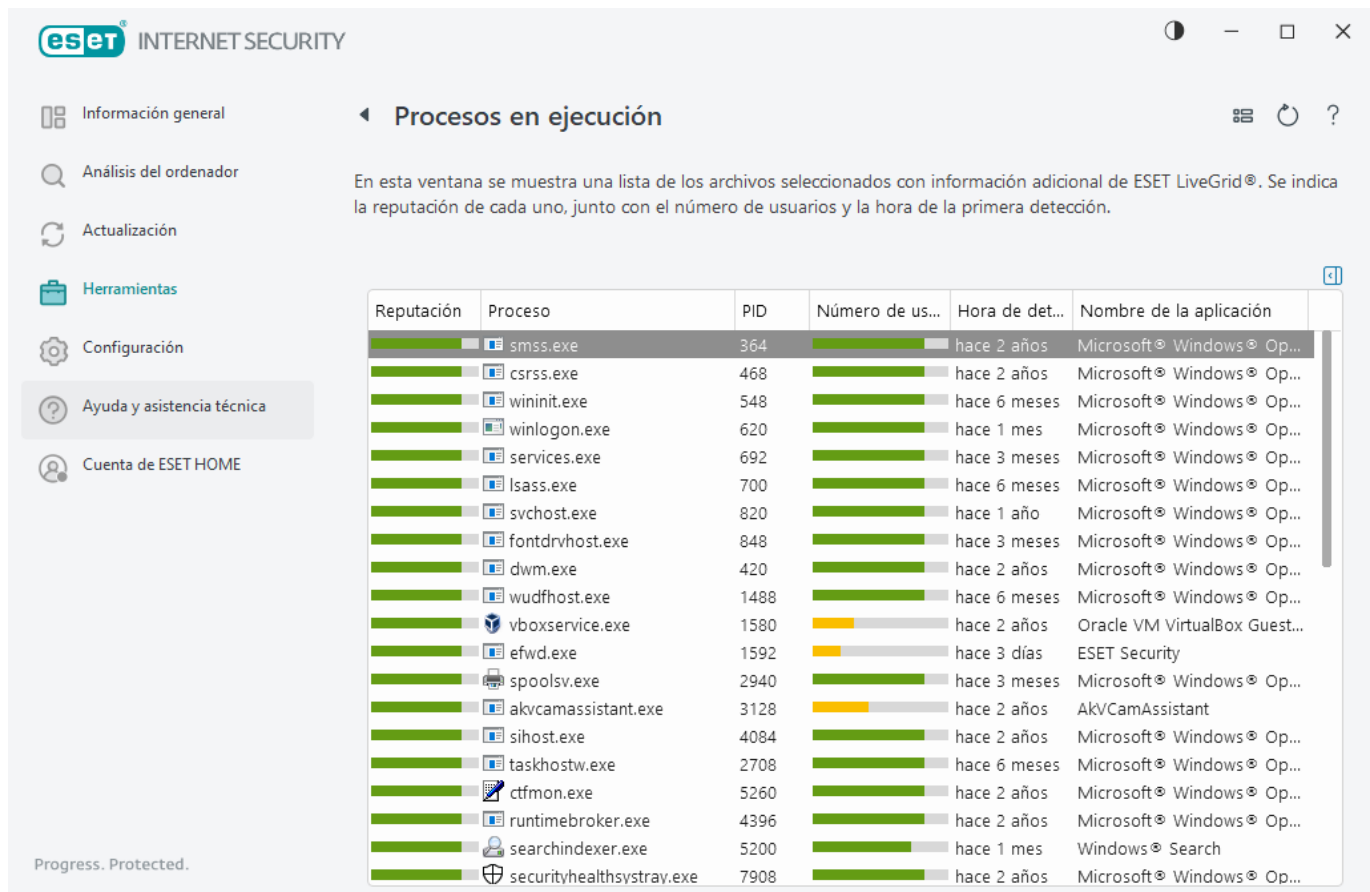 eset® INTERNET SECURITY
Información general
Análisis del ordenador
Actualización
Herramientas
Configuración
Ayuda y asistencia técnica
Cuenta de ESET HOME
Progress. Protected.
Procesos en ejecución
?
En esta ventana se muestra una lista de los archivos seleccionados con información adicional de ESET LiveGrid®. Se indica
la reputación de cada uno, junto con el número de usuarios y la hora de la primera detección.
Reputación Proceso PID Número de us... Hora de det... Nombre de la aplicación
smss.exe 364 hace 2 años Microsoft® Windows® Op...
csrss.exe 468 hace 2 años Microsoft® Windows® Op...
wininit.exe 548 hace 6 meses Microsoft® Windows® Op...
winlogon.exe 620 hace 1 mes Microsoft® Windows® Op...
services.exe 692 hace 3 meses Microsoft® Windows® Op...
lsass.exe 700 hace 6 meses Microsoft® Windows® Op...
svchost.exe 820 hace 1 año Microsoft® Windows® Op...
fontdrvhost.exe 848 hace 3 meses Microsoft® Windows® Op...
dwm.exe 420 hace 2 años Microsoft® Windows® Op...
wudfhost.exe 1488 hace 6 meses Microsoft® Windows® Op...
vboxservice.exe 1580 hace 2 años Oracle VM VirtualBox Guest...
efwd.exe 1592 hace 3 días ESET Security
spoolsv.exe 2940 hace 3 meses Microsoft® Windows® Op...
akvcamassistant.exe 3128 hace 2 años AkVCamAssistant
sihost.exe 4084 hace 2 años Microsoft® Windows® Op...
taskhostw.exe 2708 hace 6 meses Microsoft® Windows® Op...
ctfmon.exe 5260 hace 2 años Microsoft® Windows® Op...
runtimebroker.exe 4396 hace 2 años Microsoft® Windows® Op...
searchindexer.exe 5200 hace 1 mes Windows® Search
securityhealthsystray.exe 7908 hace 2 años Microsoft® Windows® Op...